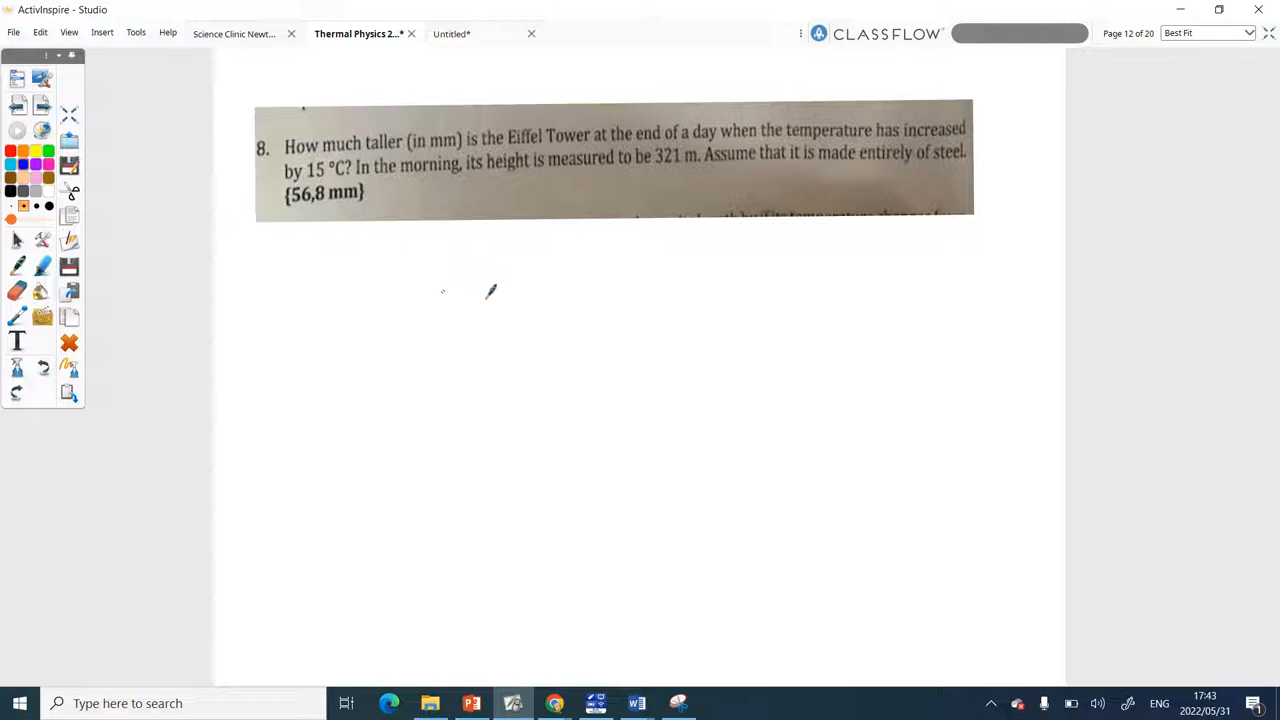 ActivInspire - Studio
File Edit View Insert Tools Help
Science Clinic Newt...
Thermal Physics 2...*
Untitled*
CLASSFLOW
Page 12 of 20
Best Fit
8. How much taller (in mm) is the Eiffel Tower at the end of a day when the temperature has increased
by 15 °C? In the morning, its height is measured to be 321 m. Assume that it is made entirely of steel.
{56,8 mm}
T
Type here to search
ENG
17:43
2022/05/31